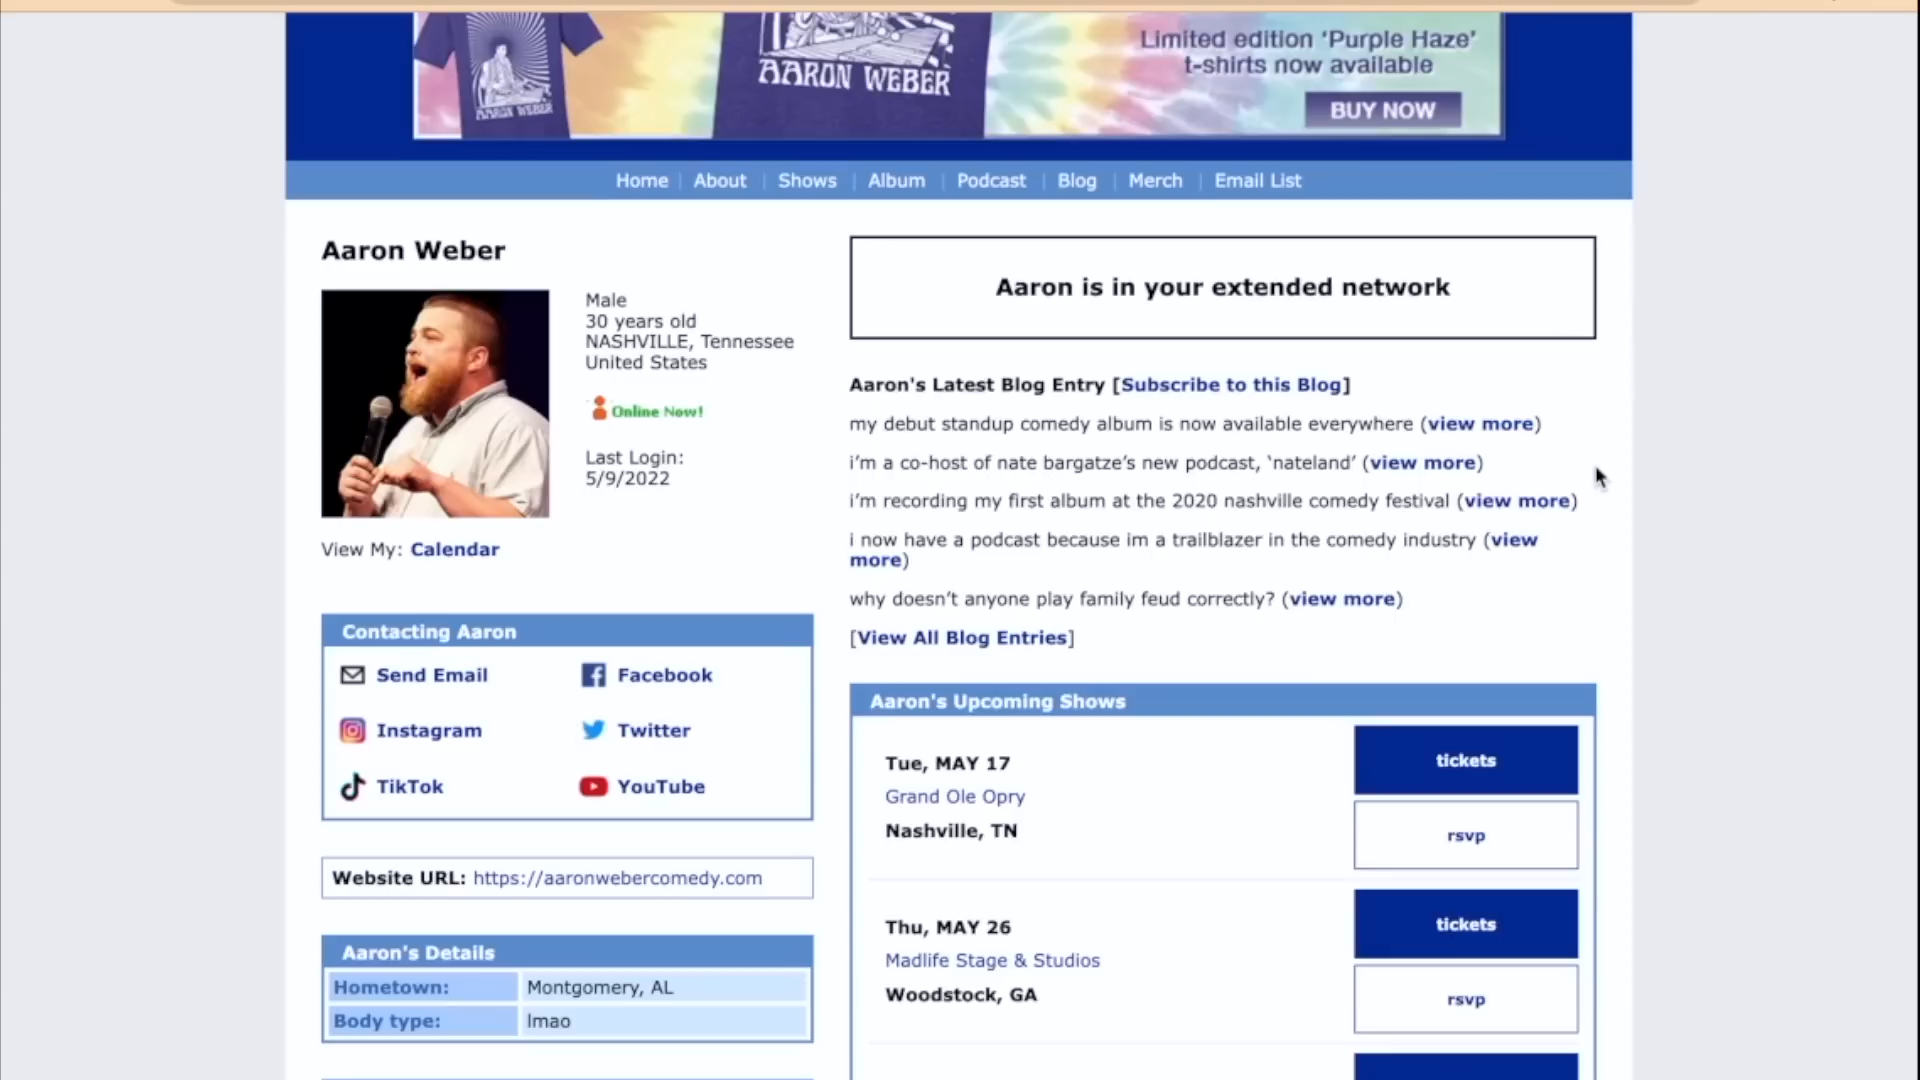 AARON WEBER
AARON WEBER
Limited edition ‘Purple Haze’
t-shirts now available
BUY NOW
Home | About | Shows | Album | Podcast | Blog | Merch | Email List
Aaron Weber
Male
30 years old
NASHVILLE, Tennessee
United States
Online Now!
Last Login:
5/9/2022
View My: Calendar
Contacting Aaron
Send Email
Facebook
Instagram
Twitter
TikTok
YouTube
Website URL: https://aaronwebercomedy.com
Aaron's Details
Hometown: Montgomery, AL
Body type: lmao
Aaron is in your extended network
Aaron's Latest Blog Entry [Subscribe to this Blog]
my debut standup comedy album is now available everywhere (view more)
i’m a co-host of nate bargatze’s new podcast, ‘nateland’ (view more)
i’m recording my first album at the 2020 nashville comedy festival (view more)
i now have a podcast because im a trailblazer in the comedy industry (view
more)
why doesn’t anyone play family feud correctly? (view more)
[View All Blog Entries]
Aaron's Upcoming Shows
Tue, MAY 17
Grand Ole Opry
Nashville, TN
tickets
rsvp
Thu, MAY 26
Madlife Stage & Studios
Woodstock, GA
tickets
rsvp